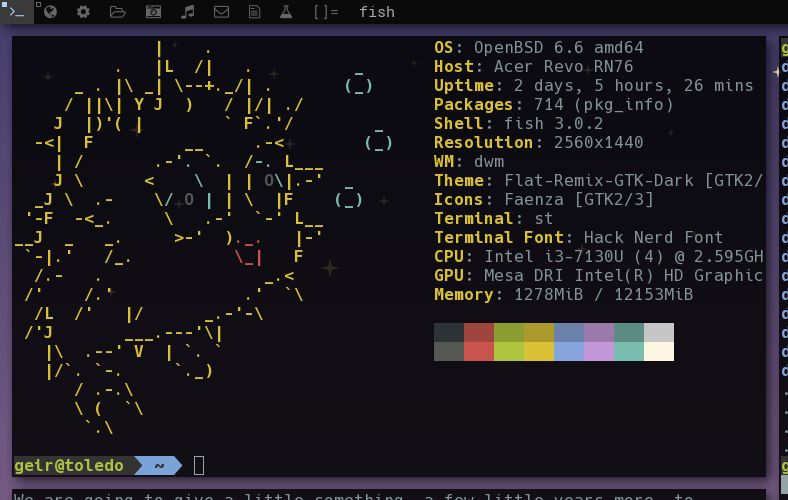 []= fish
OS: OpenBSD 6.6 amd64
Host: Acer Revo RN76
Uptime: 2 days, 5 hours, 26 mins
Packages: 714 (pkg_info)
Shell: fish 3.0.2
Resolution: 2560x1440
WM: dwm
Theme: Flat-Remix-GTK-Dark [GTK2/
Icons: Faenza [GTK2/3]
Terminal: st
Terminal Font: Hack Nerd Font
CPU: Intel i3-7130U (4) @ 2.595GH
GPU: Mesa DRI Intel(R) HD Graphic
Memory: 1278MiB / 12153MiB
geir@toledo ~
We are going to give a little something, a few little years more, to